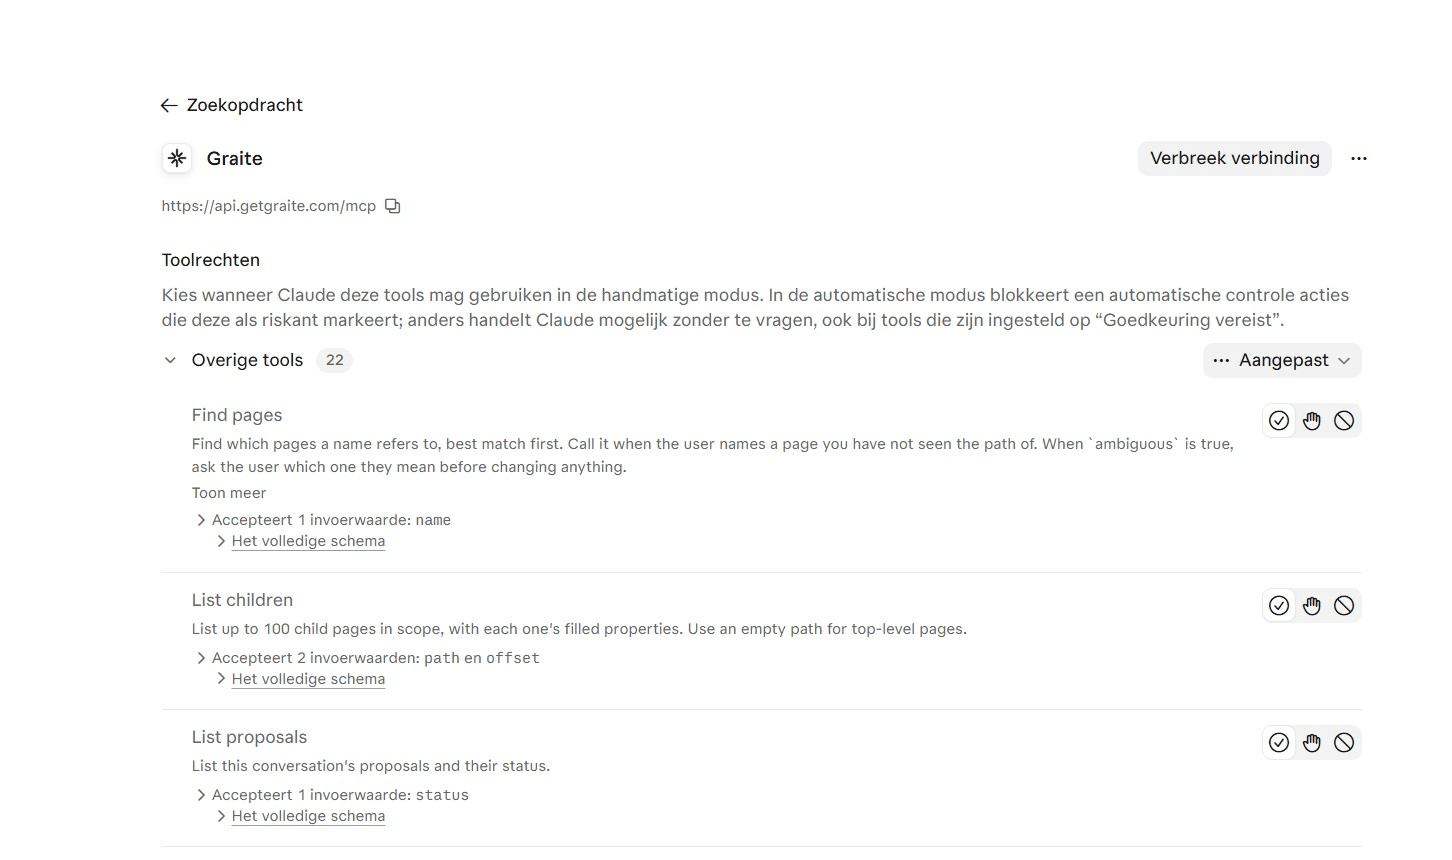 Zoekopdracht
Graite
Verbreek verbinding
https://api.getgraite.com/mcp
Toolrechten
Kies wanneer Claude deze tools mag gebruiken in de handmatige modus. In de automatische modus blokkeert een automatische controle acties
die deze als riskant markeert; anders handelt Claude mogelijk zonder te vragen, ook bij tools die zijn ingesteld op “Goedkeuring vereist”.
Overige tools 22
Aangepast
Find pages
Find which pages a name refers to, best match first. Call it when the user names a page you have not seen the path of. When `ambiguous` is true,
ask the user which one they mean before changing anything.
Toon meer
Accepteert 1 invoerwaarde: name
Het volledige schema
List children
List up to 100 child pages in scope, with each one's filled properties. Use an empty path for top-level pages.
Accepteert 2 invoerwaarden: path en offset
Het volledige schema
List proposals
List this conversation's proposals and their status.
Accepteert 1 invoerwaarde: status
Het volledige schema